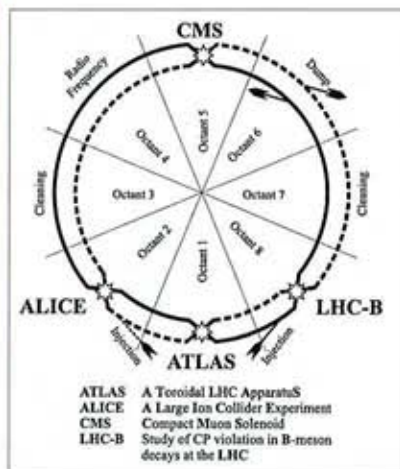 CMS
Radio
Frequency
Dump
Octant 5
Octant 4
Octant 6
Cleaning
Octant 3
Octant 7
Cleaning
Octant 2
Octant 1
Octant 8
ALICE
LHC-B
Injection
ATLAS
Injection
ATLAS A Toroidal LHC ApparatuS
ALICE A Large Ion Collider Experiment
CMS Compact Muon Solenoid
LHC-B Study of CP violation in B-meson
decays at the LHC